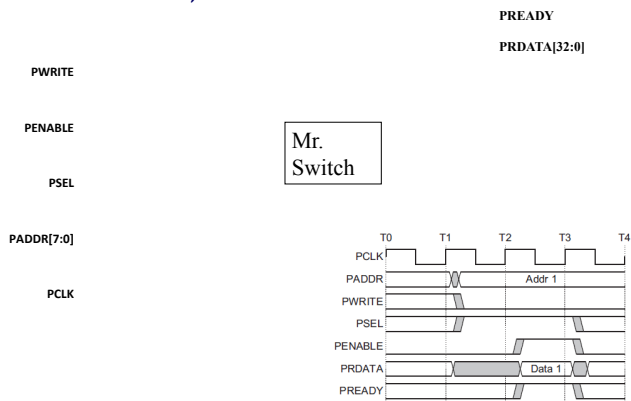 PREADY
PRDATA[32:0]
PWRITE
PENABLE
Mr.
Switch
PSEL
PADDR[7:0]
PCLK
T0 T1 T2 T3 T4
PCLK
PADDR Addr 1
PWRITE
PSEL
PENABLE
PRDATA Data 1
PREADY